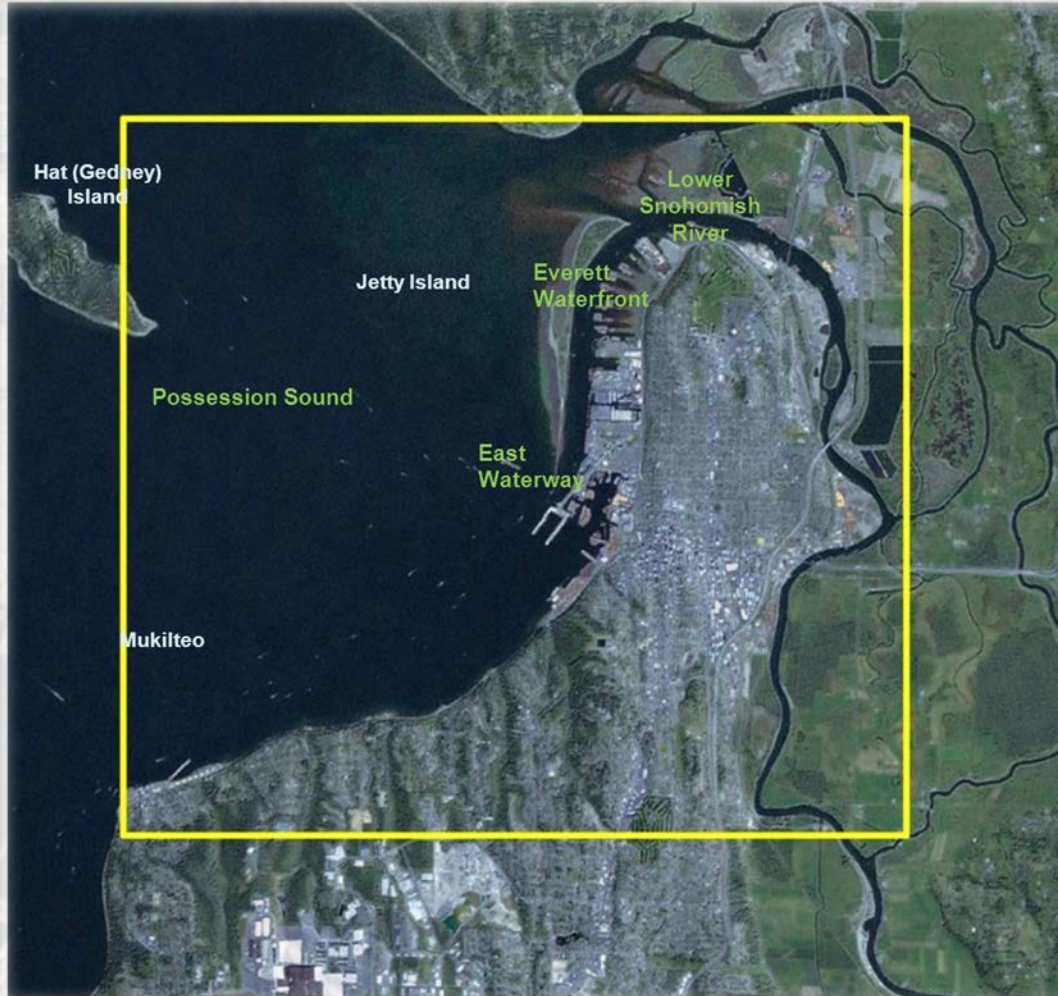 Hat (Gedney)
Island
Lower
Snohomish
River
Jetty Island
Everett
Waterfront
Possession Sound
East
Waterway
Mukilteo